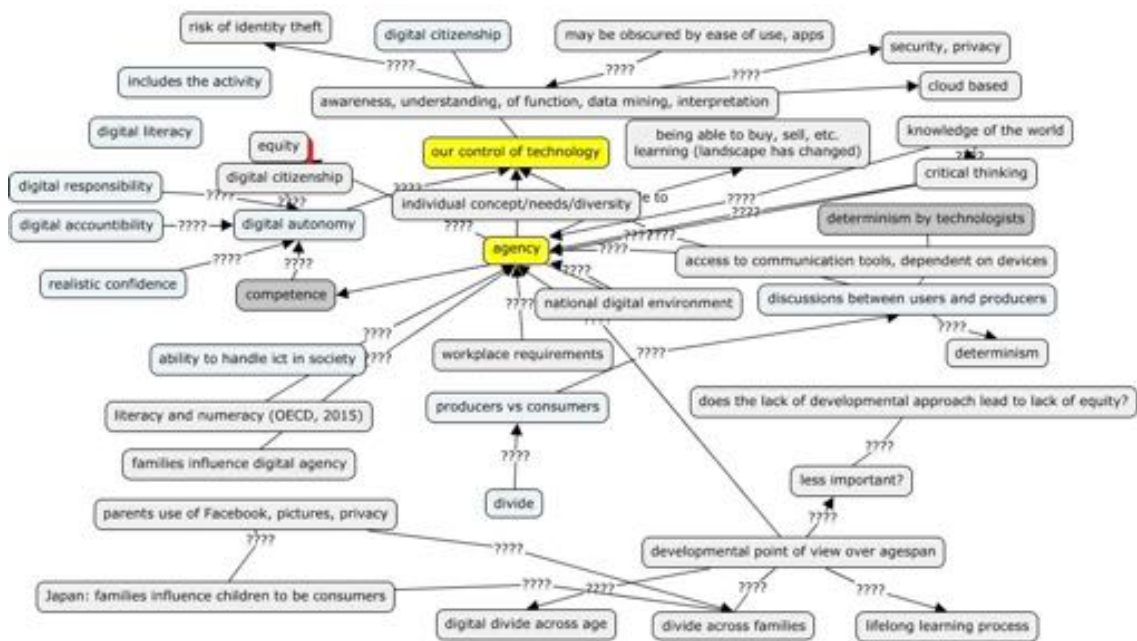 risk of identity theft
digital citizenship
may be obscured by ease of use, apps
security, privacy
????
????
????
includes the activity
cloud based
awareness, understanding, of function, data mining, interpretation
digital literacy
equity
our control of technology
being able to buy, sell, etc.
learning (landscape has changed)
knowledge of the world
????
digital citizenship
critical thinking
digital responsibility
????
????
????
individual concept/needs/diversity
e to
????
????
determinism by technologists
digital accountibility
????
digital autonomy
????
????
????
agency
access to communication tools, dependent on devices
????
????
????
realistic confidence
competence
national digital environment
discussions between users and producers
????
????
????
????
ability to handle ict in society
????
workplace requirements
????
determinism
literacy and numeracy (OECD, 2015)
producers vs consumers
does the lack of developmental approach lead to lack of equity?
families influence digital agency
????
????
less important?
divide
parents use of Facebook, pictures, privacy
????
????
????
developmental point of view over agespan
Japan: families influence children to be consumers
????
????
????
????
digital divide across age
divide across families
lifelong learning process